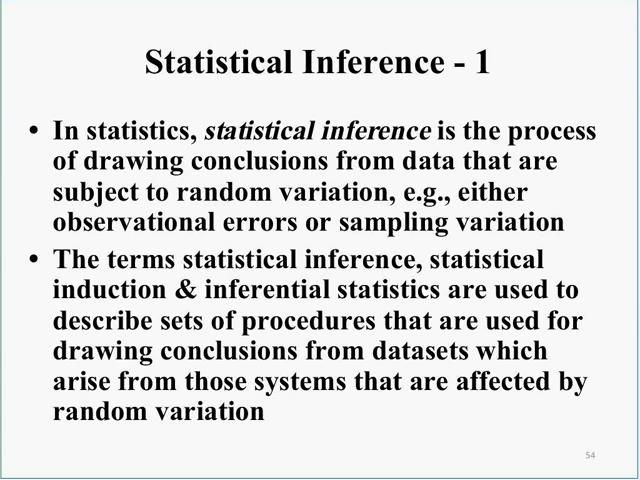 Statistical Inference - 1
• In statistics, statistical inference is the process
of drawing conclusions from data that are
subject to random variation, e.g., either
observational errors or sampling variation
• The terms statistical inference, statistical
induction & inferential statistics are used to
describe sets of procedures that are used for
drawing conclusions from datasets which
arise from those systems that are affected by
random variation
54